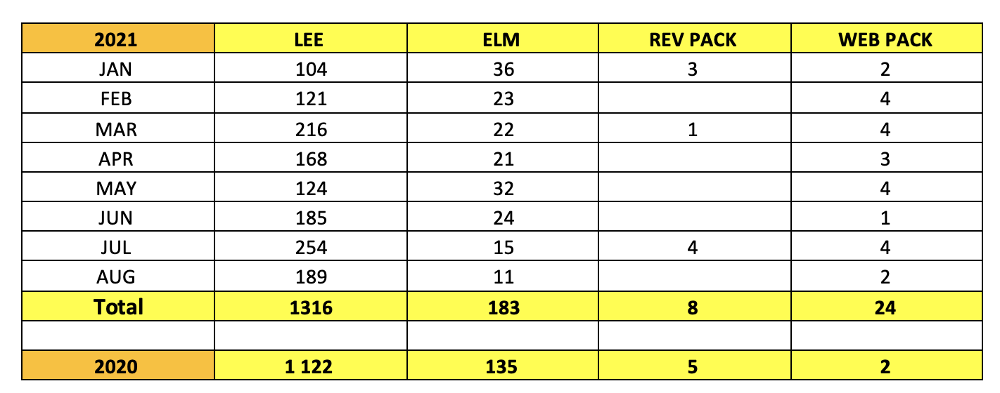 2021 LEE ELM REV PACK WEB PACK
JAN 104 36 3 2
FEB 121 23 4
MAR 216 22 1 4
APR 168 21 3
MAY 124 32 4
JUN 185 24 1
JUL 254 15 4 4
AUG 189 11 2
Total 1316 183 8 24
2020 1 122 135 5 2